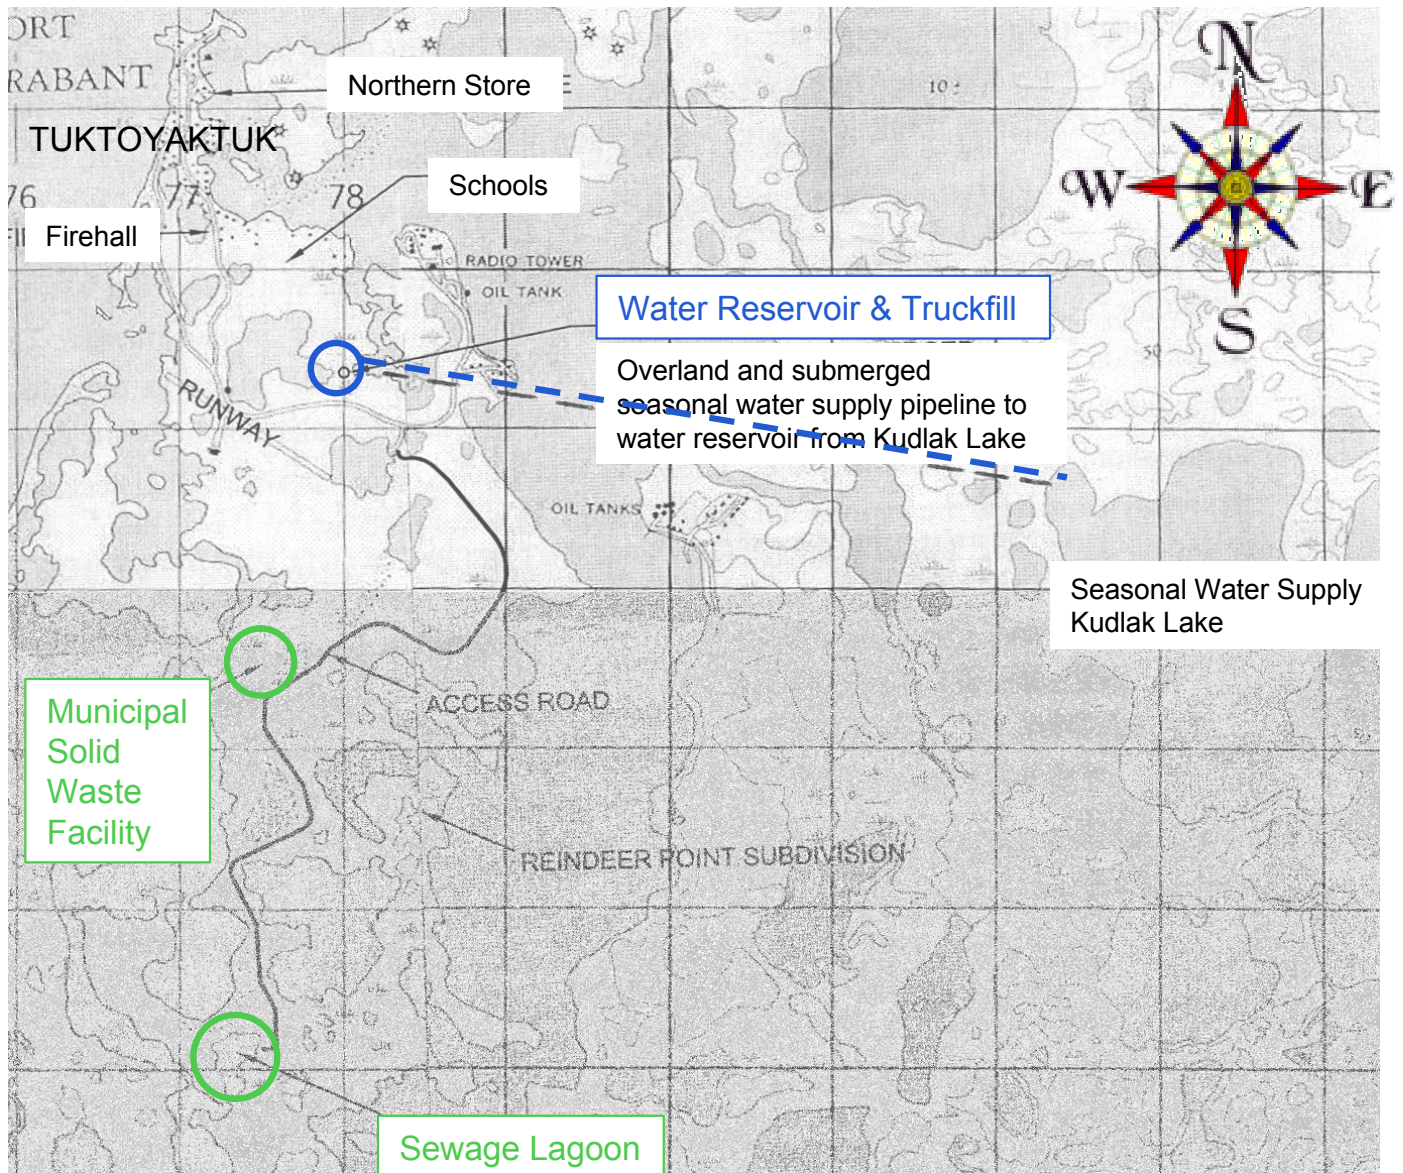 ORT
RABANT
Northern Store
E
10
N
TUKTOYAKTUK
76
77
78
Schools
W
E
Firehall
RADIO TOWER
OIL TANK
Water Reservoir & Truckfill
S
50
Overland and submerged
seasonal water supply pipeline to
water reservoir from Kudlak Lake
RUNWAY
OIL TANKS
Seasonal Water Supply
Kudlak Lake
ACCESS ROAD
Municipal
Solid
Waste
Facility
REINDEER POINT SUBDIVISION
Sewage Lagoon